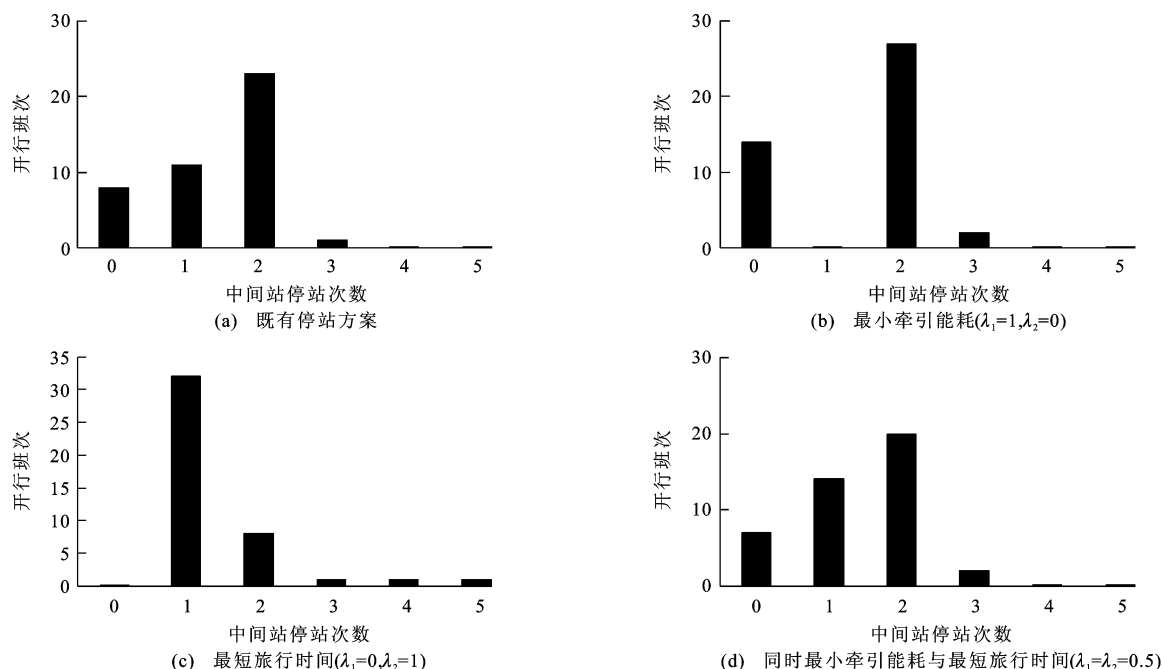 30
20
10
0
开行班次
0 1 2 3 4 5
中间站停站次数
(a) 既有停站方案
30
20
10
0
开行班次
0 1 2 3 4 5
中间站停站次数
(b) 最小牵引能耗(λ₁=1,λ₂=0)
35
30
25
20
15
10
5
0
开行班次
0 1 2 3 4 5
中间站停站次数
(c) 最短旅行时间(λ₁=0,λ₂=1)
30
20
10
0
开行班次
0 1 2 3 4 5
中间站停站次数
(d) 同时最小牵引能耗与最短旅行时间(λ₁=λ₂=0.5)